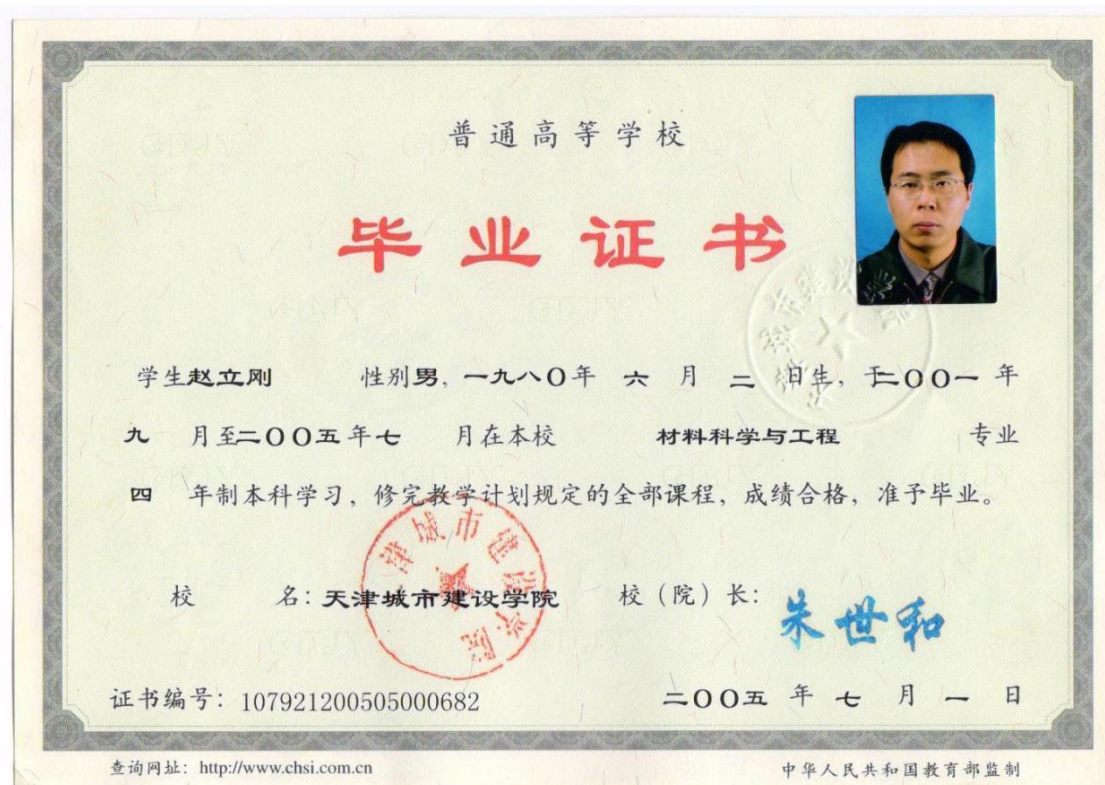 普通高等学校
毕业证书
学生赵立刚 性别男，一九八〇年 六 月 二 日生，于二〇〇一 年
九 月至二〇〇五年七 月在本校 材料科学与工程 专业
四 年制本科学习，修完教学计划规定的全部课程，成绩合格，准予毕业。
校 名：天津城市建设学院 校（院）长：朱世和
津城市建设学院
证书编号：107921200505000682 二〇〇五 年 七 月 一 日
查询网址：http://www.chsi.com.cn 中华人民共和国教育部监制